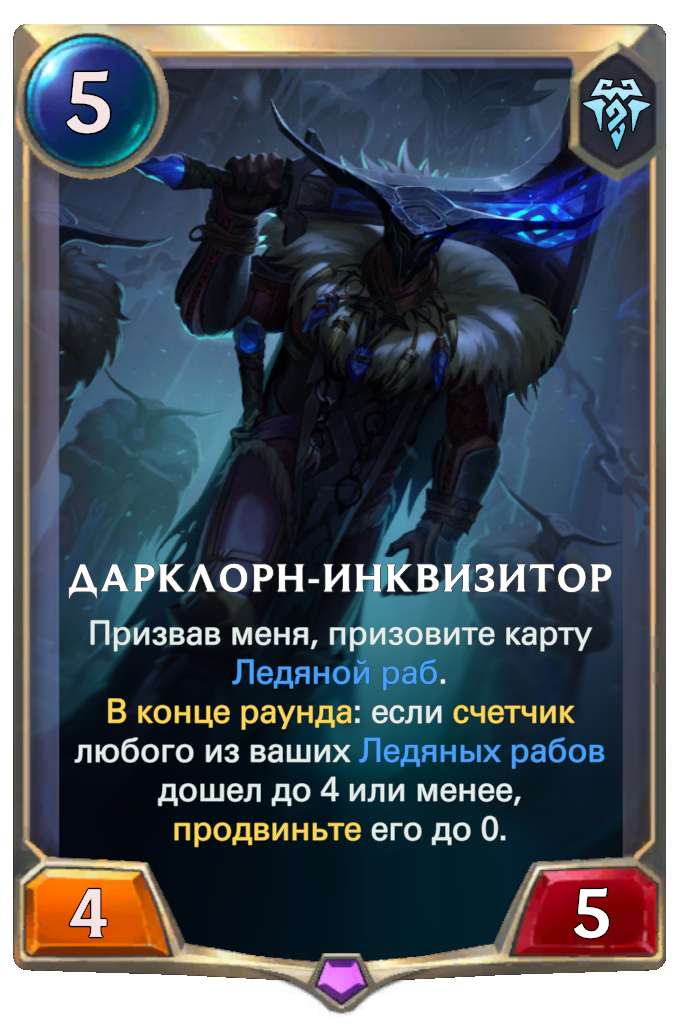 5
ДАРКЛОРН-ИНКВИЗИТОР
Призвав меня, призовите карту
Ледяной раб.
В конце раунда: если счетчик
любого из ваших Ледяных рабов
дошел до 4 или менее,
продвиньте его до 0.
4
5